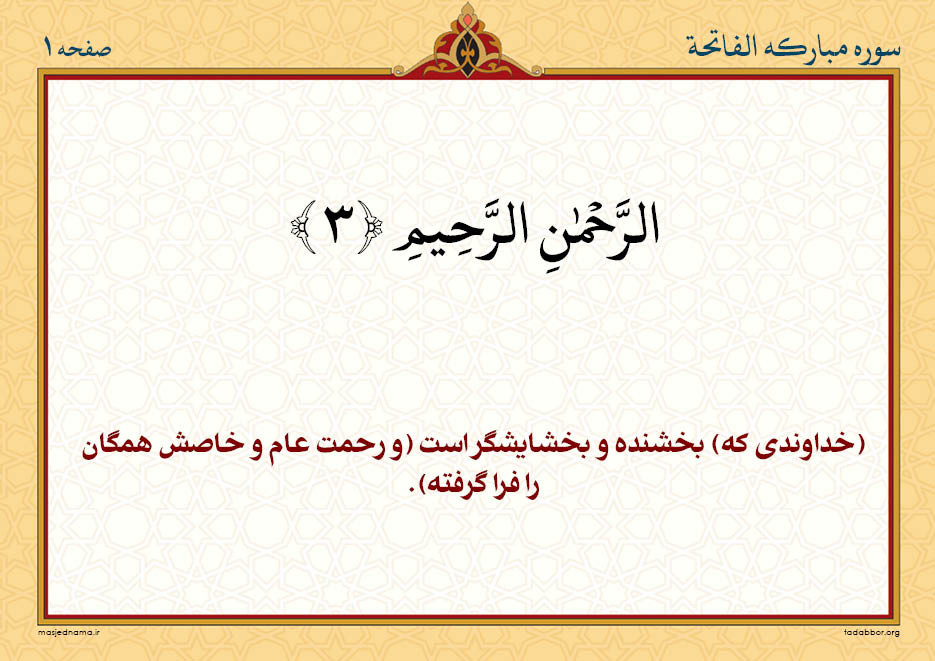 سوره مبارکه الفاتحة
صفحه ۱
الرَّحْمَٰنِ الرَّحِيمِ ﴿۳﴾
(خداوندی که) بخشنده و بخشایشگر است (و رحمت عام و خاصش همگان
را فرا گرفته).
masjednama.ir
tadabbor.org